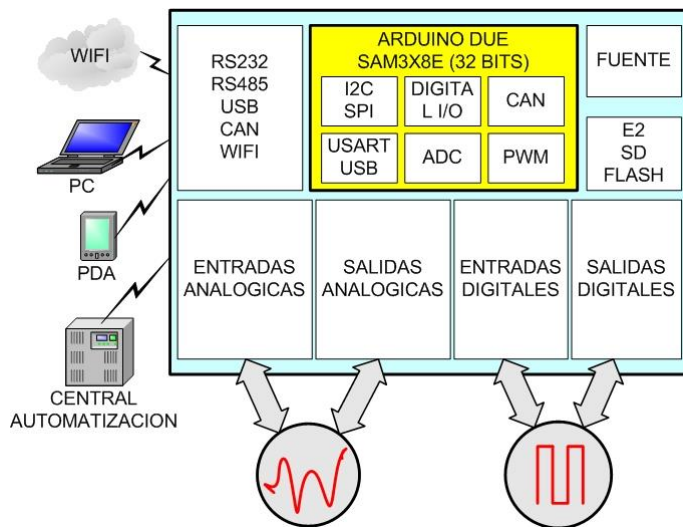 WIFI
PC
PDA
CENTRAL
AUTOMATIZACION
RS232
RS485
USB
CAN
WIFI
ARDUINO DUE
SAM3X8E (32 BITS)
I2C
SPI
DIGITA
L I/O
CAN
USART
USB
ADC
PWM
FUENTE
E2
SD
FLASH
ENTRADAS
ANALOGICAS
SALIDAS
ANALOGICAS
ENTRADAS
DIGITALES
SALIDAS
DIGITALES